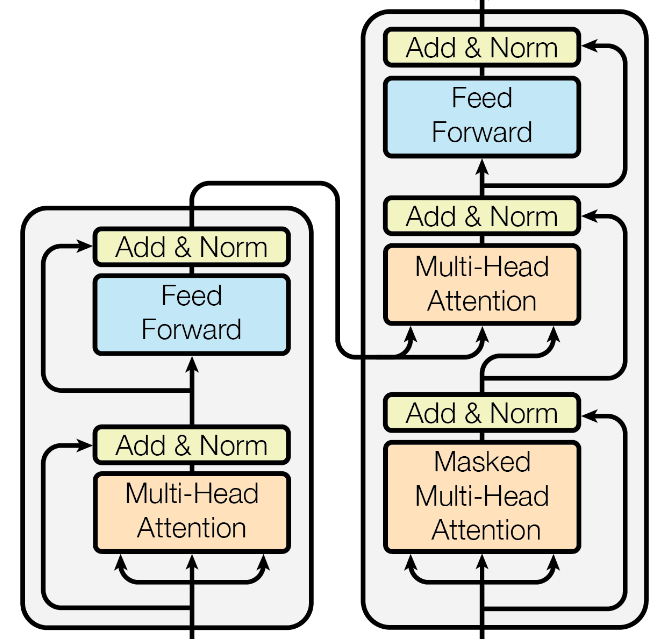 Add & Norm
Feed
Forward
Add & Norm
Multi-Head
Attention
Add & Norm
Feed
Forward
Add & Norm
Multi-Head
Attention
Add & Norm
Masked
Multi-Head
Attention